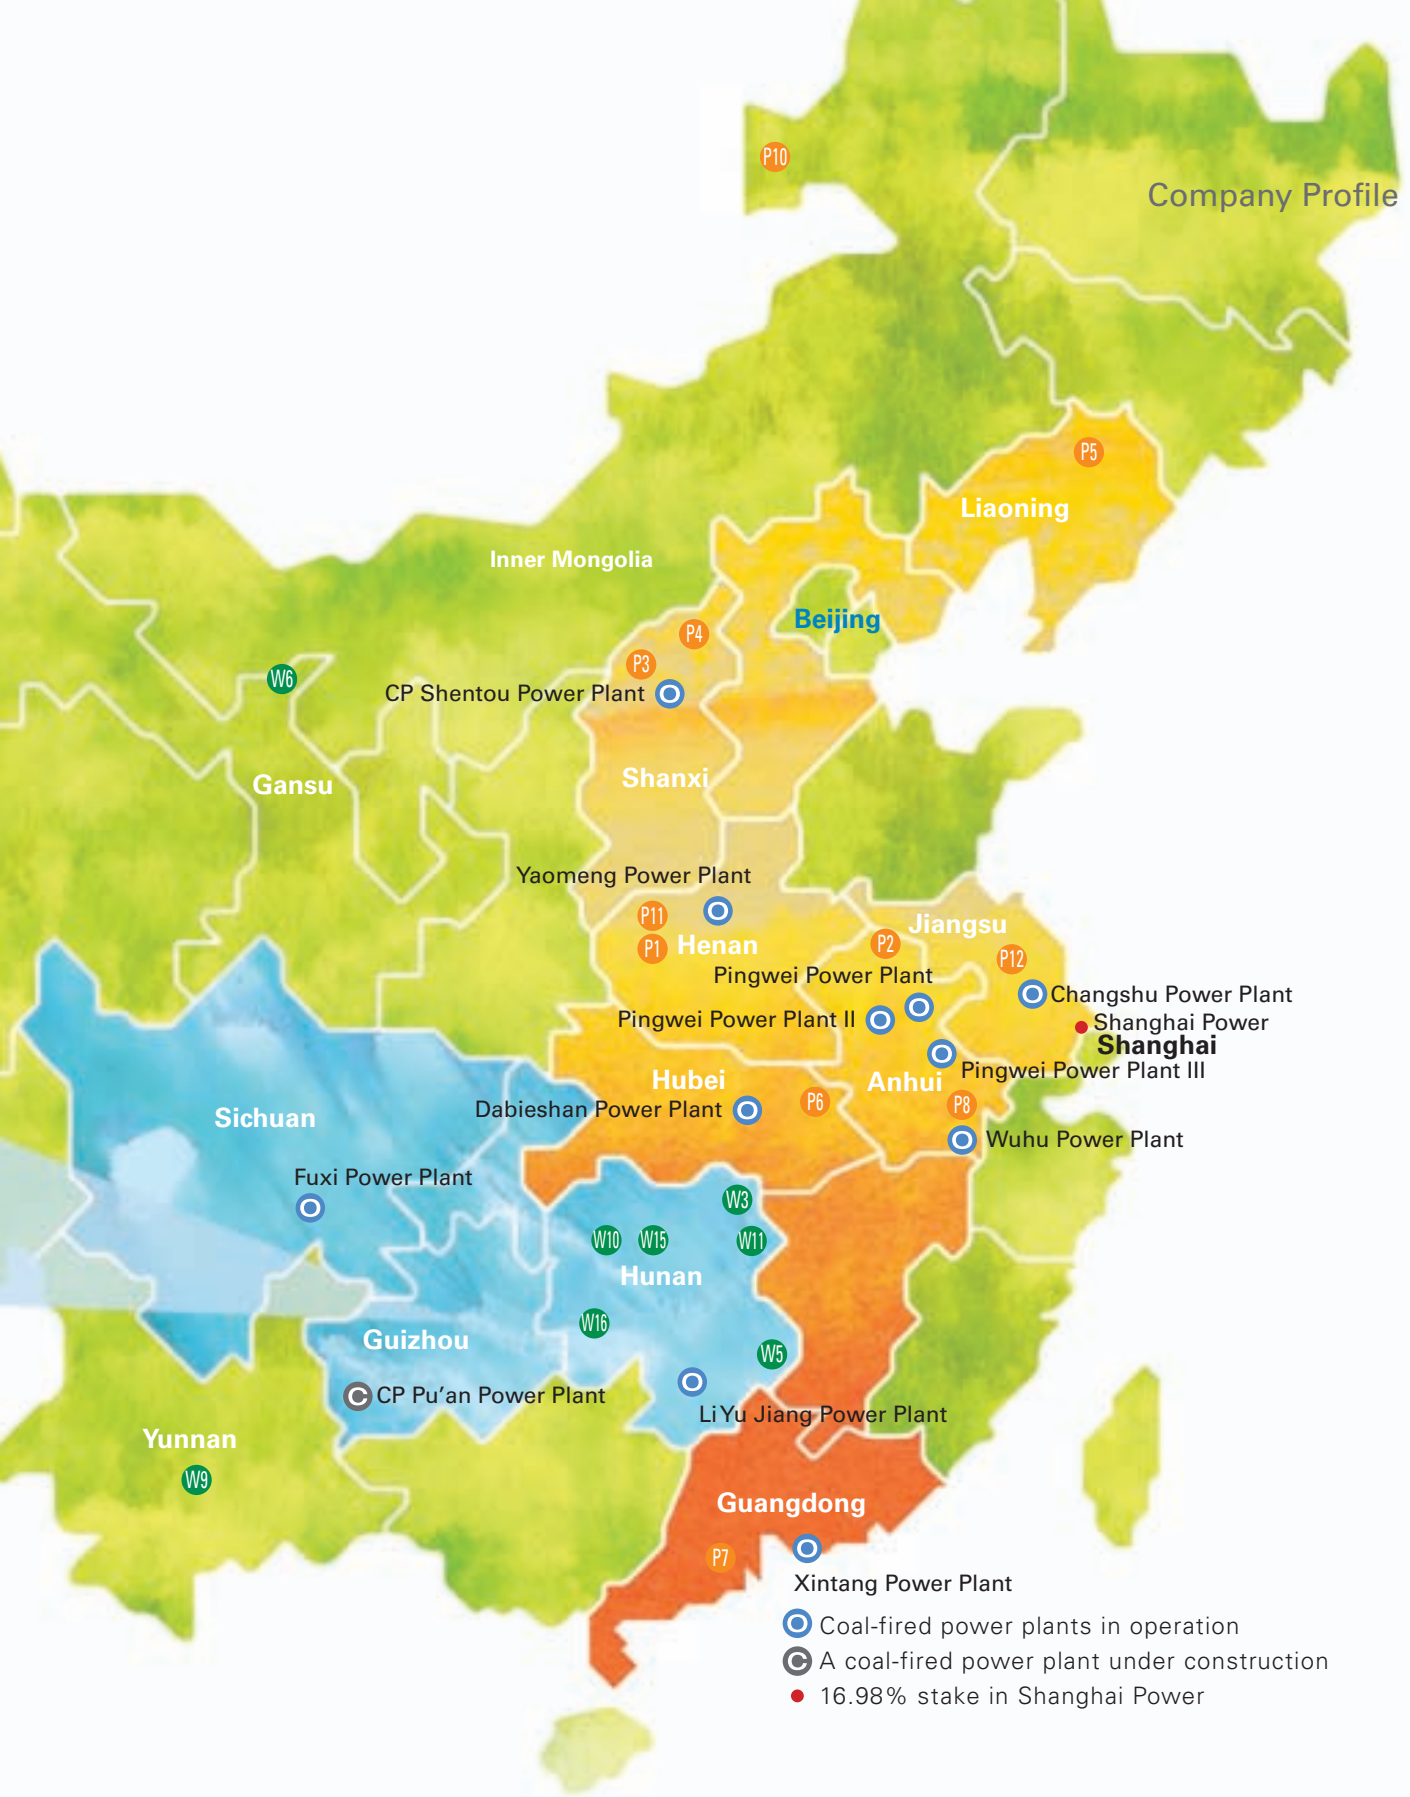 P10
Company Profile
P5
Liaoning
Inner Mongolia
Beijing
P4
P3
W6
CP Shentou Power Plant
Shanxi
Gansu
Yaomeng Power Plant
P11
Jiangsu
P1
Henan
P2
P12
Pingwei Power Plant
Changshu Power Plant
Pingwei Power Plant II
Shanghai Power
Shanghai
Pingwei Power Plant III
Hubei
Anhui
Dabieshan Power Plant
P6
P8
Sichuan
Wuhu Power Plant
Fuxi Power Plant
W3
W10
W15
W11
Hunan
W16
Guizhou
W5
C CP Pu'an Power Plant
Li Yu Jiang Power Plant
Yunnan
W9
Guangdong
P7
Xintang Power Plant
Coal-fired power plants in operation
C A coal-fired power plant under construction
16.98% stake in Shanghai Power